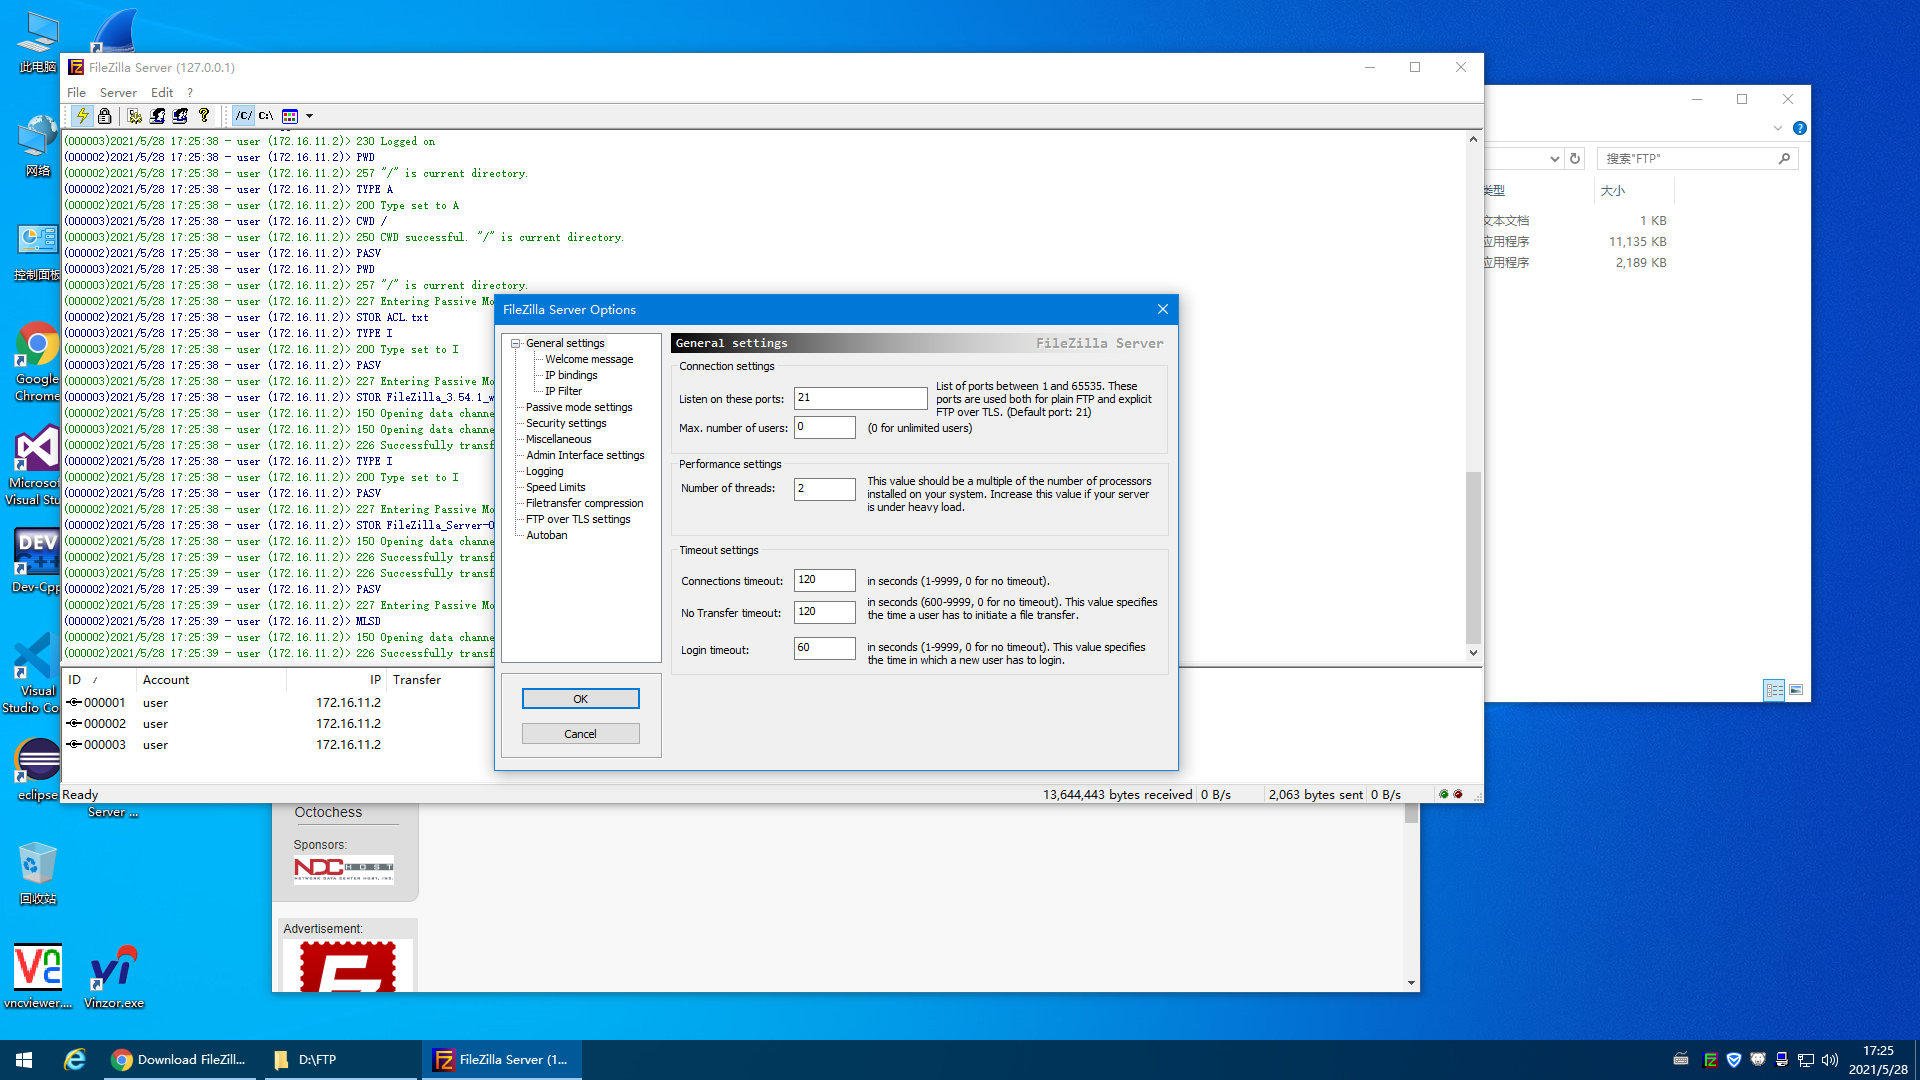 此电脑
网络
控制面板
Google
Chrome
Microsof
Visual Stu
DEV
C++
Dev-Cpp
Visual
Studio Co
eclipse
Server ...
回收站
vncviewer....
Vinzor.exe
FileZilla Server (127.0.0.1)
File Server Edit ?
/C/ C:\
(000003)2021/5/28 17:25:38 - user (172.16.11.2)> 230 Logged on
(000002)2021/5/28 17:25:38 - user (172.16.11.2)> PWD
(000002)2021/5/28 17:25:38 - user (172.16.11.2)> 257 "/" is current directory.
(000002)2021/5/28 17:25:38 - user (172.16.11.2)> TYPE A
(000002)2021/5/28 17:25:38 - user (172.16.11.2)> 200 Type set to A
(000003)2021/5/28 17:25:38 - user (172.16.11.2)> CWD /
(000003)2021/5/28 17:25:38 - user (172.16.11.2)> 250 CWD successful. "/" is current directory.
(000002)2021/5/28 17:25:38 - user (172.16.11.2)> PASV
(000003)2021/5/28 17:25:38 - user (172.16.11.2)> PWD
(000003)2021/5/28 17:25:38 - user (172.16.11.2)> 257 "/" is current directory.
(000002)2021/5/28 17:25:38 - user (172.16.11.2)> 227 Entering Passive Mo
(000002)2021/5/28 17:25:38 - user (172.16.11.2)> STOR ACL.txt
(000003)2021/5/28 17:25:38 - user (172.16.11.2)> TYPE I
(000003)2021/5/28 17:25:38 - user (172.16.11.2)> 200 Type set to I
(000003)2021/5/28 17:25:38 - user (172.16.11.2)> PASV
(000003)2021/5/28 17:25:38 - user (172.16.11.2)> 227 Entering Passive Mo
(000003)2021/5/28 17:25:38 - user (172.16.11.2)> STOR FileZilla_3.54.1_w
(000002)2021/5/28 17:25:38 - user (172.16.11.2)> 150 Opening data channe
(000003)2021/5/28 17:25:38 - user (172.16.11.2)> 150 Opening data channe
(000002)2021/5/28 17:25:38 - user (172.16.11.2)> 226 Successfully transf
(000002)2021/5/28 17:25:38 - user (172.16.11.2)> TYPE I
(000002)2021/5/28 17:25:38 - user (172.16.11.2)> 200 Type set to I
(000002)2021/5/28 17:25:38 - user (172.16.11.2)> PASV
(000002)2021/5/28 17:25:38 - user (172.16.11.2)> 227 Entering Passive Mo
(000002)2021/5/28 17:25:38 - user (172.16.11.2)> STOR FileZilla_Server-0
(000002)2021/5/28 17:25:38 - user (172.16.11.2)> 150 Opening data channe
(000002)2021/5/28 17:25:39 - user (172.16.11.2)> 226 Successfully transf
(000003)2021/5/28 17:25:39 - user (172.16.11.2)> 226 Successfully transf
(000002)2021/5/28 17:25:39 - user (172.16.11.2)> PASV
(000002)2021/5/28 17:25:39 - user (172.16.11.2)> 227 Entering Passive Mo
(000002)2021/5/28 17:25:39 - user (172.16.11.2)> MLSD
(000002)2021/5/28 17:25:39 - user (172.16.11.2)> 150 Opening data channe
(000002)2021/5/28 17:25:39 - user (172.16.11.2)> 226 Successfully transf
ID / Account IP Transfer
000001 user 172.16.11.2
000002 user 172.16.11.2
000003 user 172.16.11.2
Ready 13,644,443 bytes received 0 B/s 2,063 bytes sent 0 B/s
FileZilla Server Options
General settings
Welcome message
IP bindings
IP Filter
Passive mode settings
Security settings
Miscellaneous
Admin Interface settings
Logging
Speed Limits
Filetransfer compression
FTP over TLS settings
Autoban
OK
Cancel
General settings FileZilla Server
Connection settings
Listen on these ports: 21
List of ports between 1 and 65535. These
ports are used both for plain FTP and explicit
FTP over TLS. (Default port: 21)
Max. number of users: 0 (0 for unlimited users)
Performance settings
Number of threads: 2
This value should be a multiple of the number of processors
installed on your system. Increase this value if your server
is under heavy load.
Timeout settings
Connections timeout: 120 in seconds (1-9999, 0 for no timeout).
No Transfer timeout: 120
in seconds (600-9999, 0 for no timeout). This value specifies
the time a user has to initiate a file transfer.
Login timeout: 60
in seconds (1-9999, 0 for no timeout). This value specifies
the time in which a new user has to login.
搜索"FTP"
类型 大小
文本文档 1 KB
应用程序 11,135 KB
应用程序 2,189 KB
Octochess
Sponsors:
NDC HOST
NETWORK DATA CENTER HOST, INC.
Advertisement:
Download FileZill...
D:\FTP
FileZilla Server (1...
17:25
2021/5/28